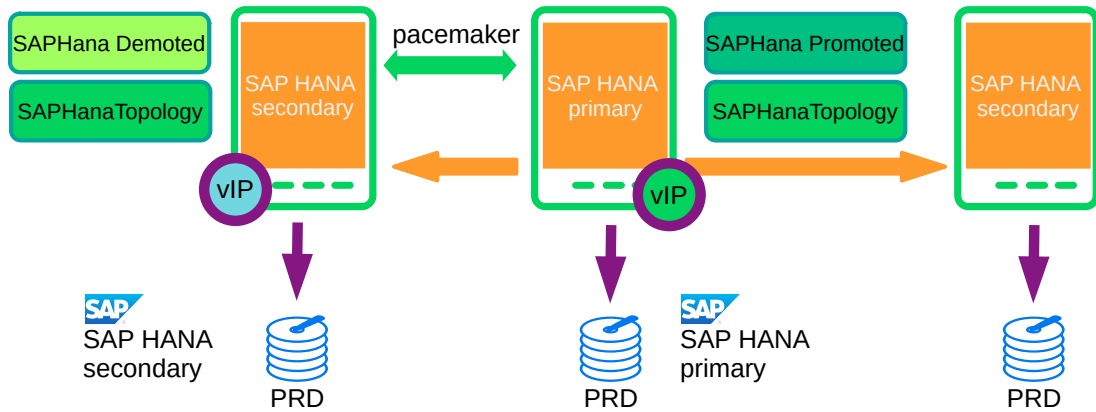 SAPHana Demoted
SAPHanaTopology
SAP HANA
secondary
vIP
pacemaker
SAP HANA
primary
vIP
SAPHana Promoted
SAPHanaTopology
SAP HANA
secondary
SAP
SAP HANA
secondary
PRD
PRD
SAP
SAP HANA
primary
PRD